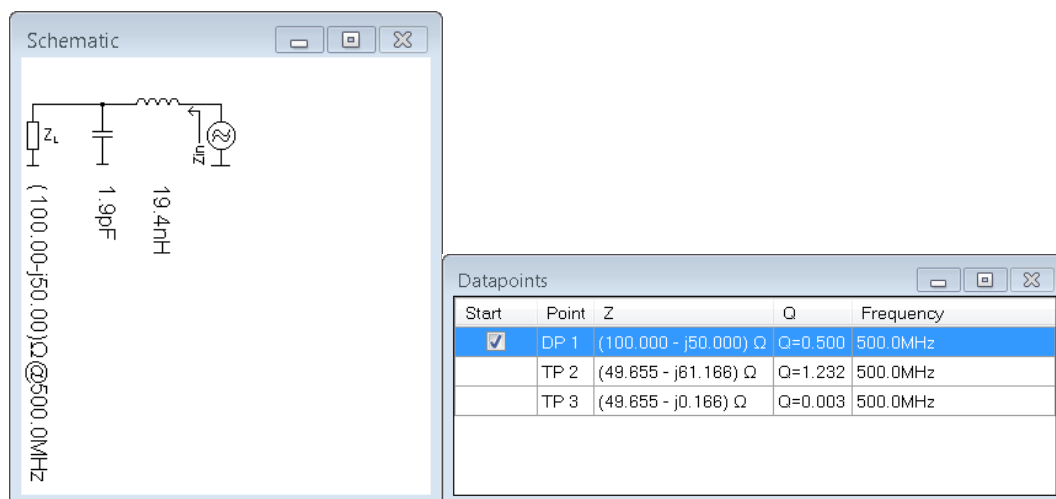 Schematic
Z_L
Zin
(100.00-j50.00)Ω@500.0MHz
1.9pF
19.4nH
Datapoints
Start Point Z Q Frequency
DP 1 (100.000 - j50.000) Ω Q=0.500 500.0MHz
TP 2 (49.655 - j61.166) Ω Q=1.232 500.0MHz
TP 3 (49.655 - j0.166) Ω Q=0.003 500.0MHz